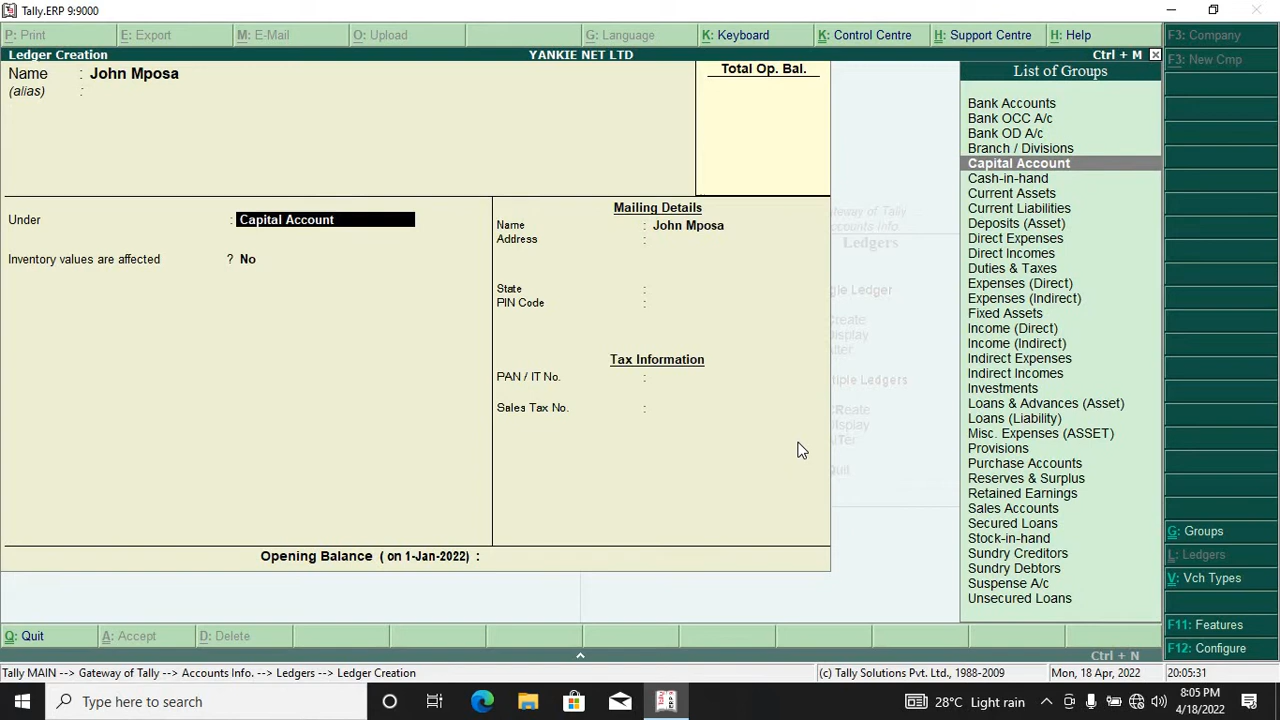 Tally.ERP 9:9000
P: Print E: Export M: E-Mail O: Upload G: Language K: Keyboard K: Control Centre H: Support Centre H: Help F3: Company
Ledger Creation YANKIE NET LTD Ctrl + M
F3: New Cmp
Name : John Mposa
(alias) :
Total Op. Bal.
Under : Capital Account
Inventory values are affected ? No
Mailing Details
Name : John Mposa
Address :
State :
PIN Code :
Tax Information
PAN / IT No. :
Sales Tax No. :
Opening Balance ( on 1-Jan-2022) :
Ledgers
List of Groups
Bank Accounts
Bank OCC A/c
Bank OD A/c
Branch / Divisions
Capital Account
Cash-in-hand
Current Assets
Current Liabilities
Deposits (Asset)
Direct Expenses
Direct Incomes
Duties & Taxes
Expenses (Direct)
Expenses (Indirect)
Fixed Assets
Income (Direct)
Income (Indirect)
Indirect Expenses
Indirect Incomes
Investments
Loans & Advances (Asset)
Loans (Liability)
Misc. Expenses (ASSET)
Provisions
Purchase Accounts
Reserves & Surplus
Retained Earnings
Sales Accounts
Secured Loans
Stock-in-hand
Sundry Creditors
Sundry Debtors
Suspense A/c
Unsecured Loans
G: Groups
L: Ledgers
V: Vch Types
F11: Features
F12: Configure
Q: Quit A: Accept D: Delete
Ctrl + N
Tally MAIN --> Gateway of Tally --> Accounts Info. --> Ledgers --> Ledger Creation (c) Tally Solutions Pvt. Ltd., 1988-2009 Mon, 18 Apr, 2022 20:05:31
Type here to search 28°C Light rain 8:05 PM
4/18/2022